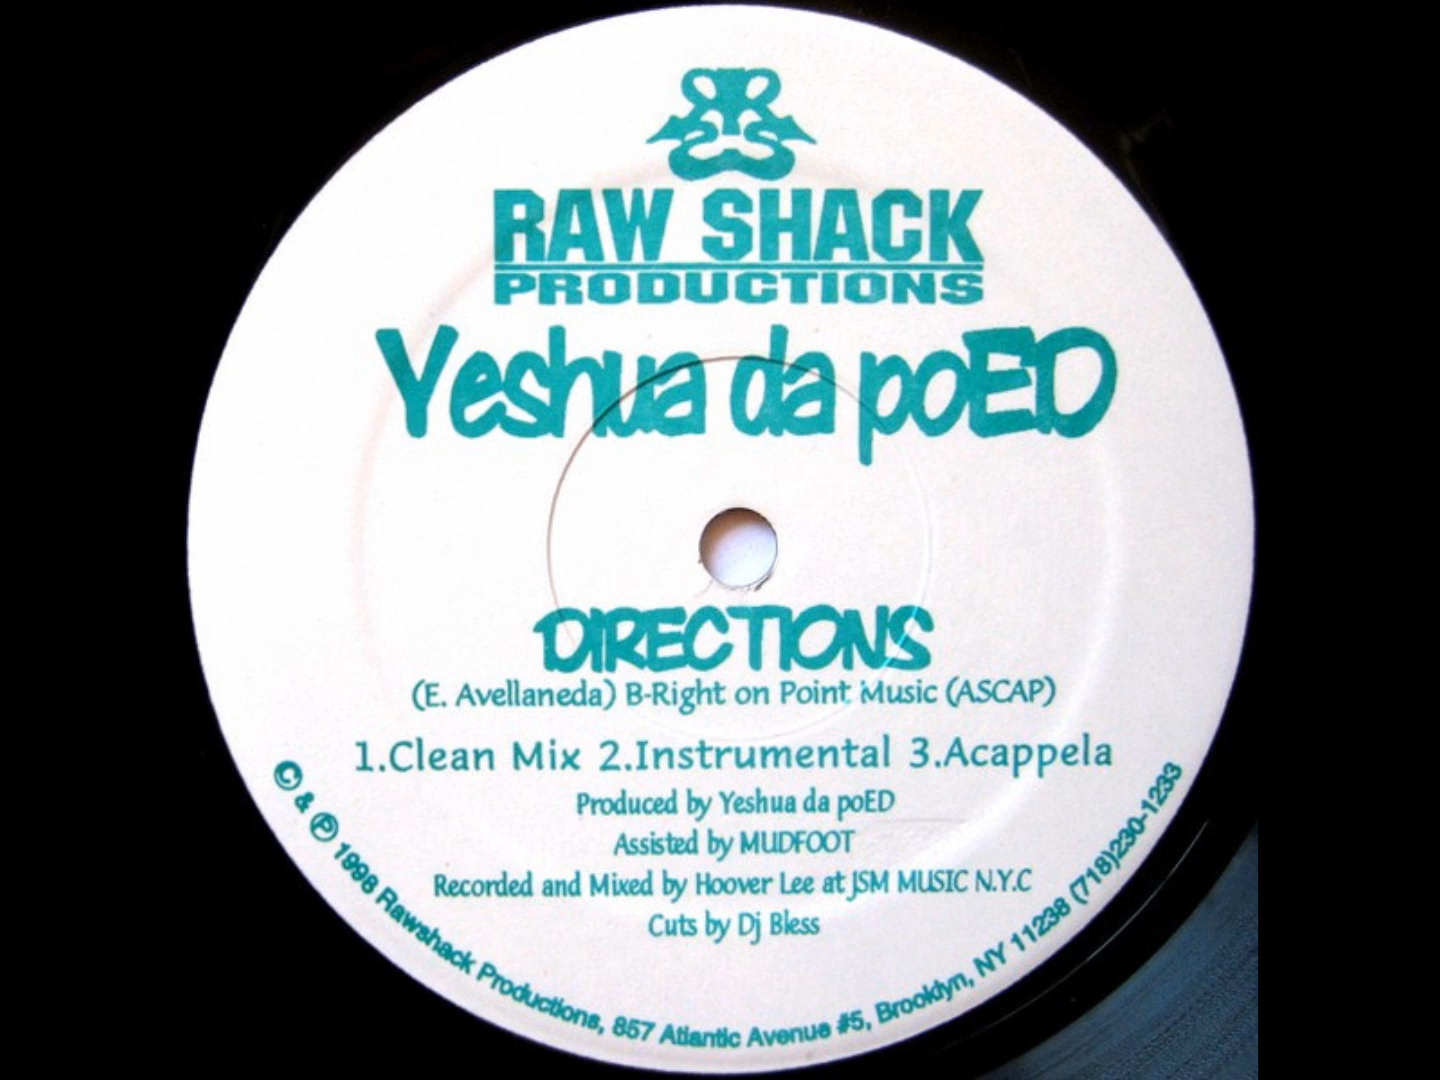 RAW SHACK
PRODUCTIONS
Yeshua da poED
DIRECTIONS
(E. Avellaneda) B-Right on Point Music (ASCAP)
1.Clean Mix 2.Instrumental 3.Acappela
Produced by Yeshua da poED
Assisted by MUDFOOT
Recorded and Mixed by Hoover Lee at JSM MUSIC N.Y.C
Cuts by Dj Bless
© & ℗ 1998 Rawshack Productions, 857 Atlantic Avenue #5, Brooklyn, NY 11238 (718)230-1233